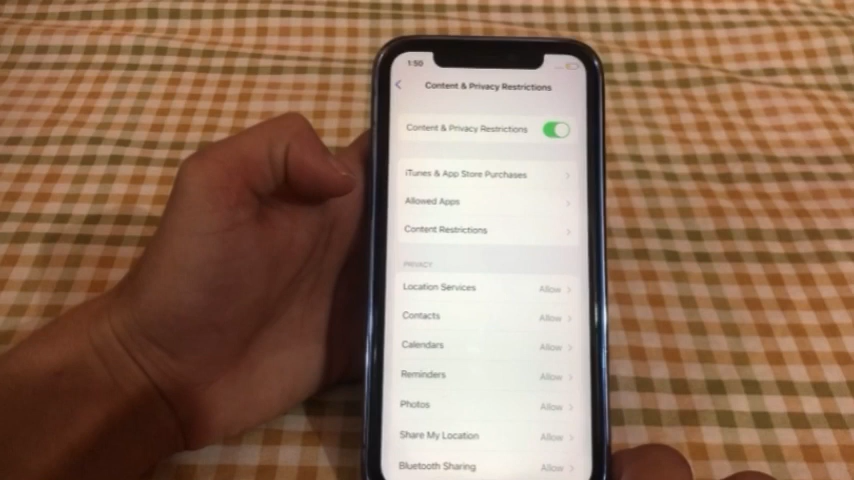 1:50
Content & Privacy Restrictions
Content & Privacy Restrictions
iTunes & App Store Purchases
Allowed Apps
Content Restrictions
PRIVACY
Location Services Allow
Contacts Allow
Calendars Allow
Reminders Allow
Photos Allow
Share My Location Allow
Bluetooth Sharing Allow